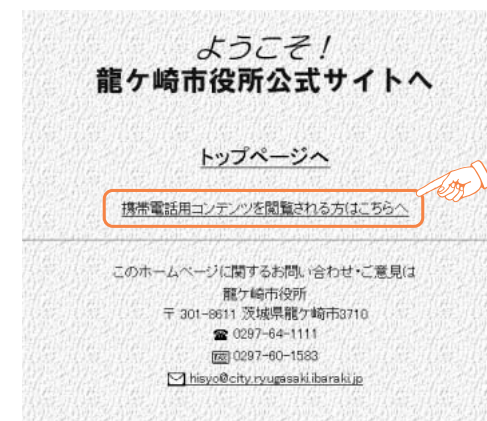 ようこそ!
龍ケ崎市役所公式サイトへ
トップページへ
携帯電話用コンテンツを閲覧される方はこちらへ
このホームページに関するお問い合わせ・ご意見は
龍ケ崎市役所
〒 301-8611 茨城県龍ケ崎市3710
☎ 0297-64-1111
FAX 0297-60-1583
hisyo@city.ryugasaki.ibaraki.jp